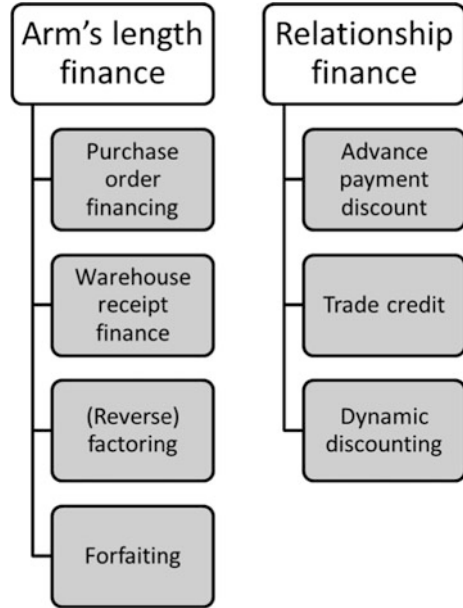 Arm's length
finance
Purchase
order
financing
Warehouse
receipt
finance
(Reverse)
factoring
Forfaiting
Relationship
finance
Advance
payment
discount
Trade credit
Dynamic
discounting